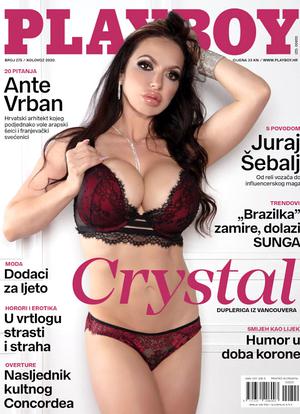 PLAYBOY
BROJ 275 / KOLOVOZ 2020.
CIJENA 23 KN / WWW.PLAYBOY.HR
20 PITANJA
Ante
Vrban
Hrvatski arhitekt kojeg
podjednako vole arapski
šeici i franjevački
svećenici
S POVODOM
Juraj
Šebalj
Od reli vozača do
influencerskog maga
TRENDOVI
„Brazilka”
zamire, dolazi
SUNGA
Crystal
DUPLERICA IZ VANCOUVERA
MODA
Dodaci
za ljeto
HORORI I EROTIKA
U vrtlogu
strasti
i straha
OVERTURE
Nasljednik
kultnog
Concordea
SMIJEH KAO LIJEK
Humor u
doba korone